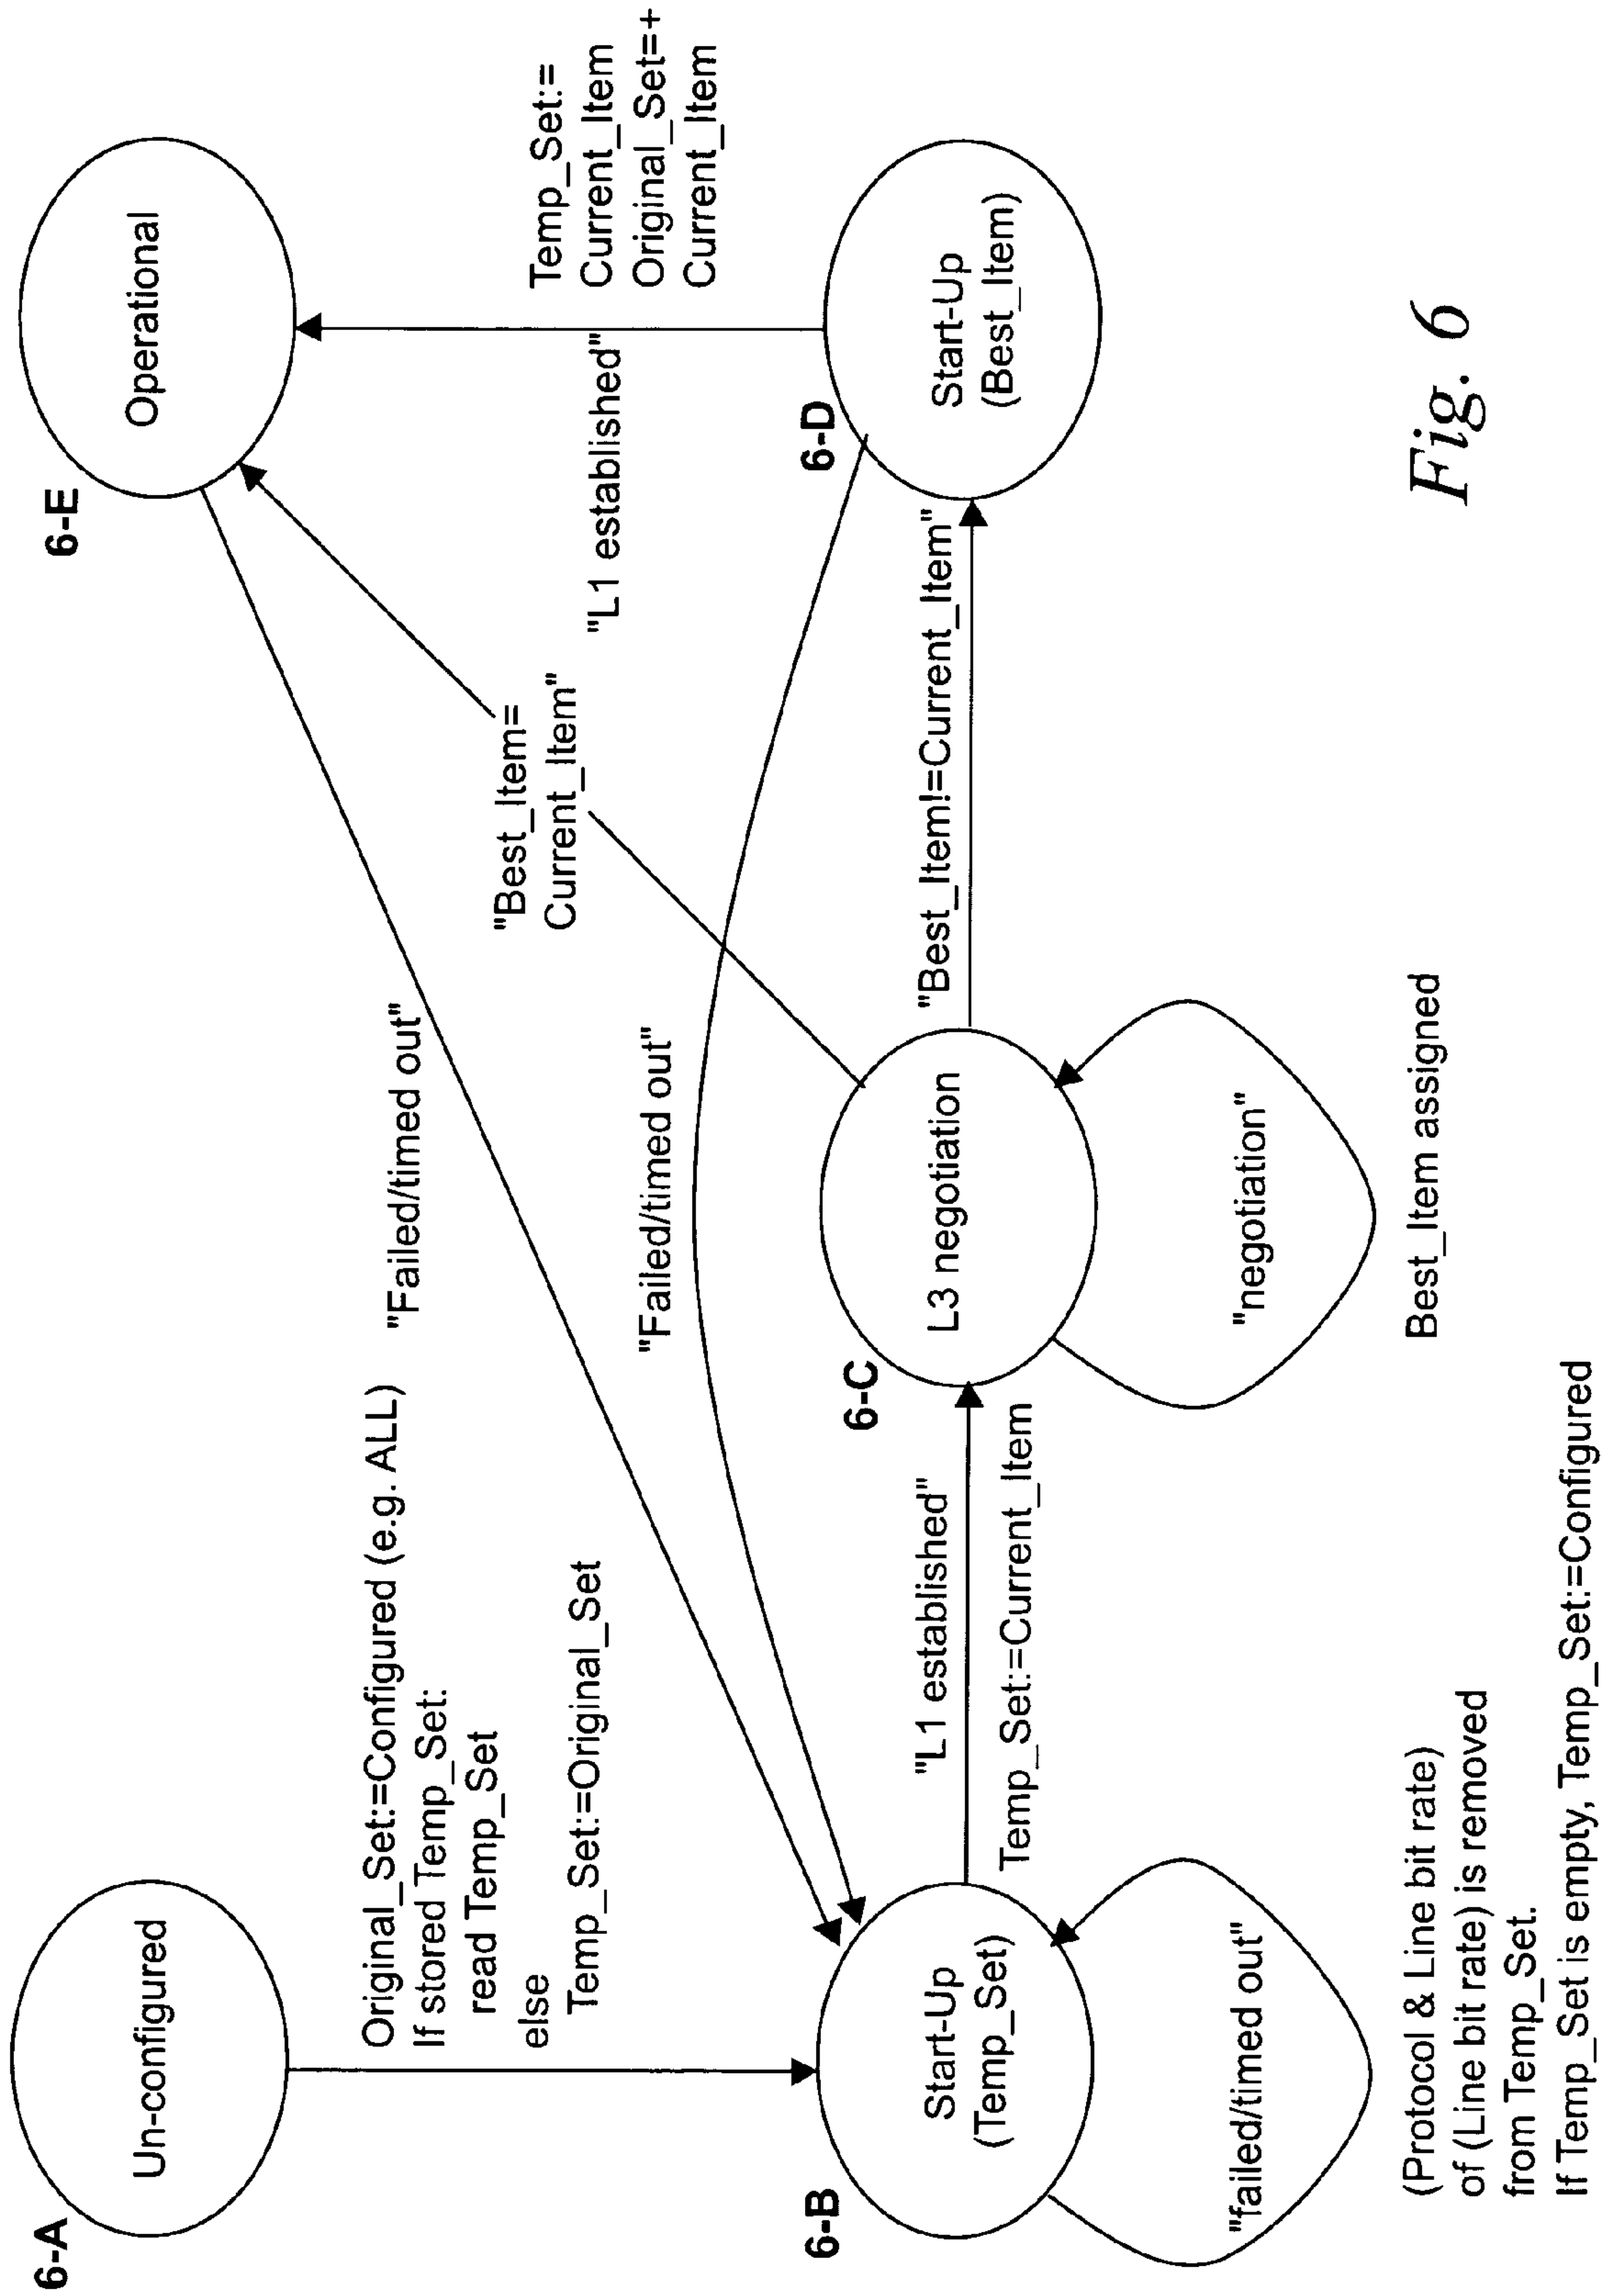 6-A
Un-configured
Original_Set:=Configured (e.g. ALL)
If stored Temp_Set:
read Temp_Set
else
Temp_Set:=Original_Set
"Failed/timed out"
6-E
Operational
"Best_Item=
Current_Item"
"Failed/timed out"
"L1 established"
Temp_Set:=
Current_Item
Original_Set=+
Current_Item
6-B
Start-Up
(Temp_Set)
"L1 established"
Temp_Set:=Current_Item
6-C
L3 negotiation
"Best_Item!=Current_Item"
6-D
Start-Up
(Best_Item)
"failed/timed out"
"negotiation"
(Protocol & Line bit rate)
of (Line bit rate) is removed
from Temp_Set.
If Temp_Set is empty, Temp_Set:=Configured
Best_Item assigned
Fig. 6